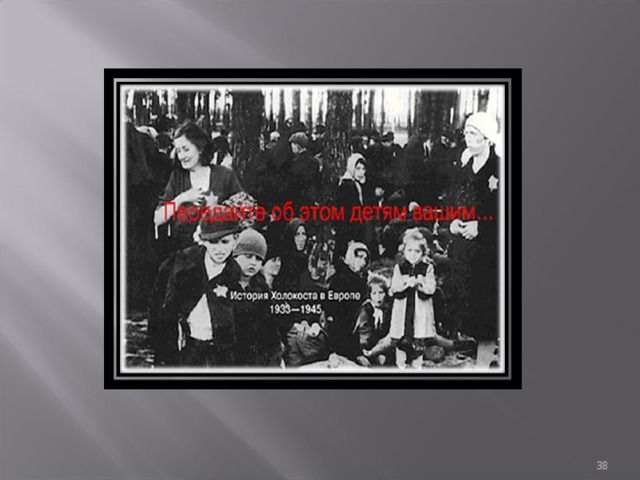 Передайте об этом детям вашим...
История Холокоста в Европе
1933—1945
38